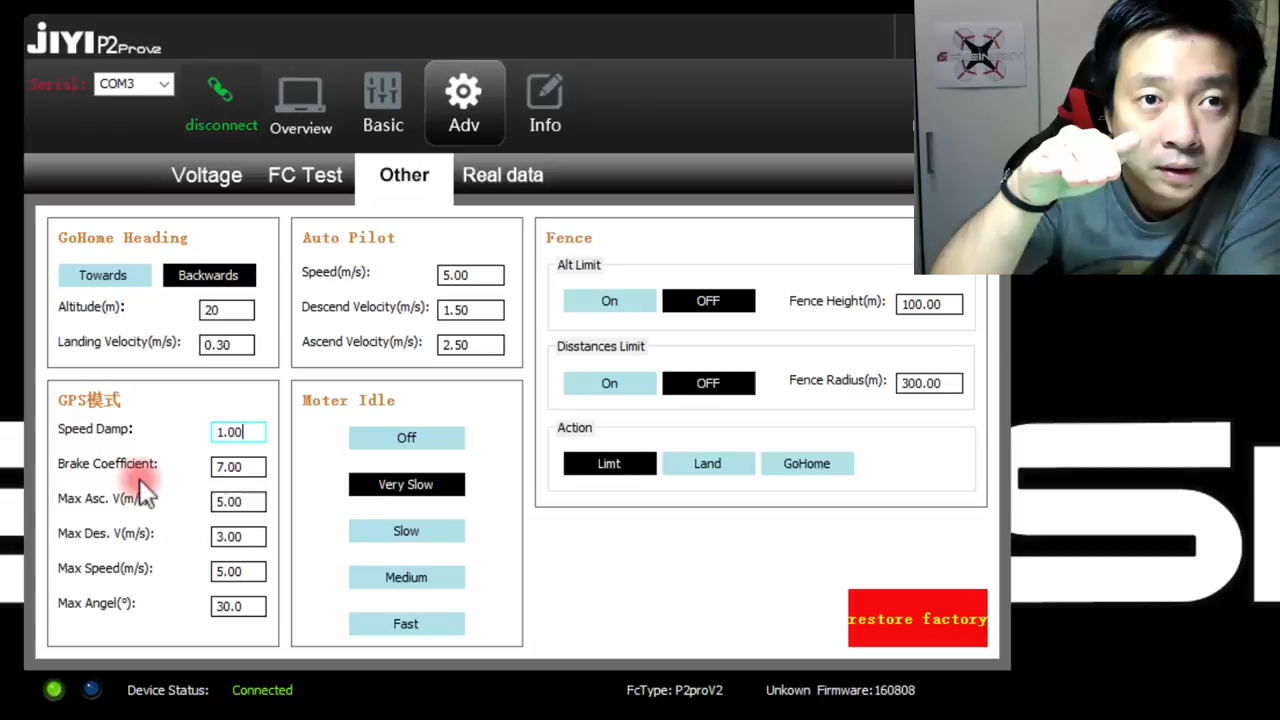 JIYI P2 Prov2
Serial: COM3
disconnect
Overview
Basic
Adv
Info
Voltage FC Test Other Real data
GoHome Heading
Towards Backwards
Altitude(m): 20
Landing Velocity(m/s): 0.30
Auto Pilot
Speed(m/s): 5.00
Descend Velocity(m/s): 1.50
Ascend Velocity(m/s): 2.50
Fence
Alt Limit
On OFF Fence Height(m): 100.00
Disstances Limit
On OFF Fence Radius(m): 300.00
Action
Limt Land GoHome
GPS模式
Speed Damp: 1.00
Brake Coefficient: 7.00
Max Asc. V(m/ 5.00
Max Des. V(m/s): 3.00
Max Speed(m/s): 5.00
Max Angel(°): 30.0
Moter Idle
Off
Very Slow
Slow
Medium
Fast
restore factory
Device Status: Connected
FcType: P2proV2
Unkown Firmware:160808